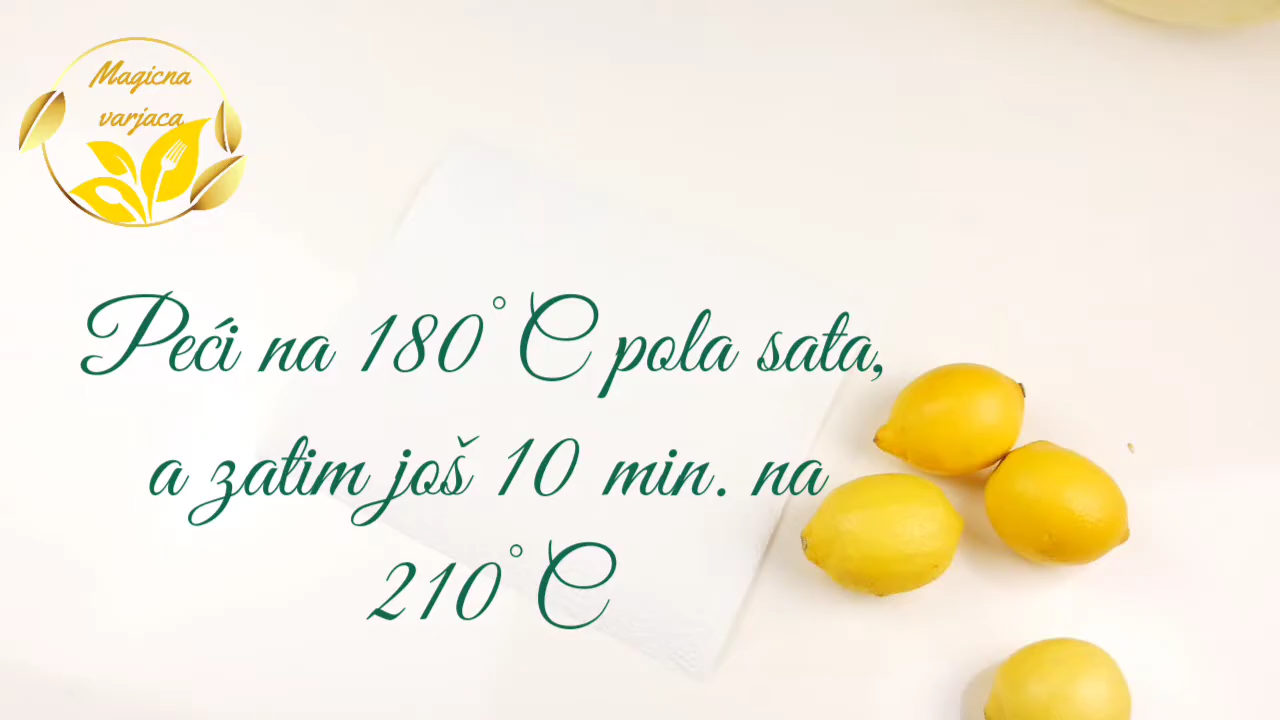 Magicna
varjaca
Peći na 180°C pola sata,
a zatim još 10 min. na
210°C